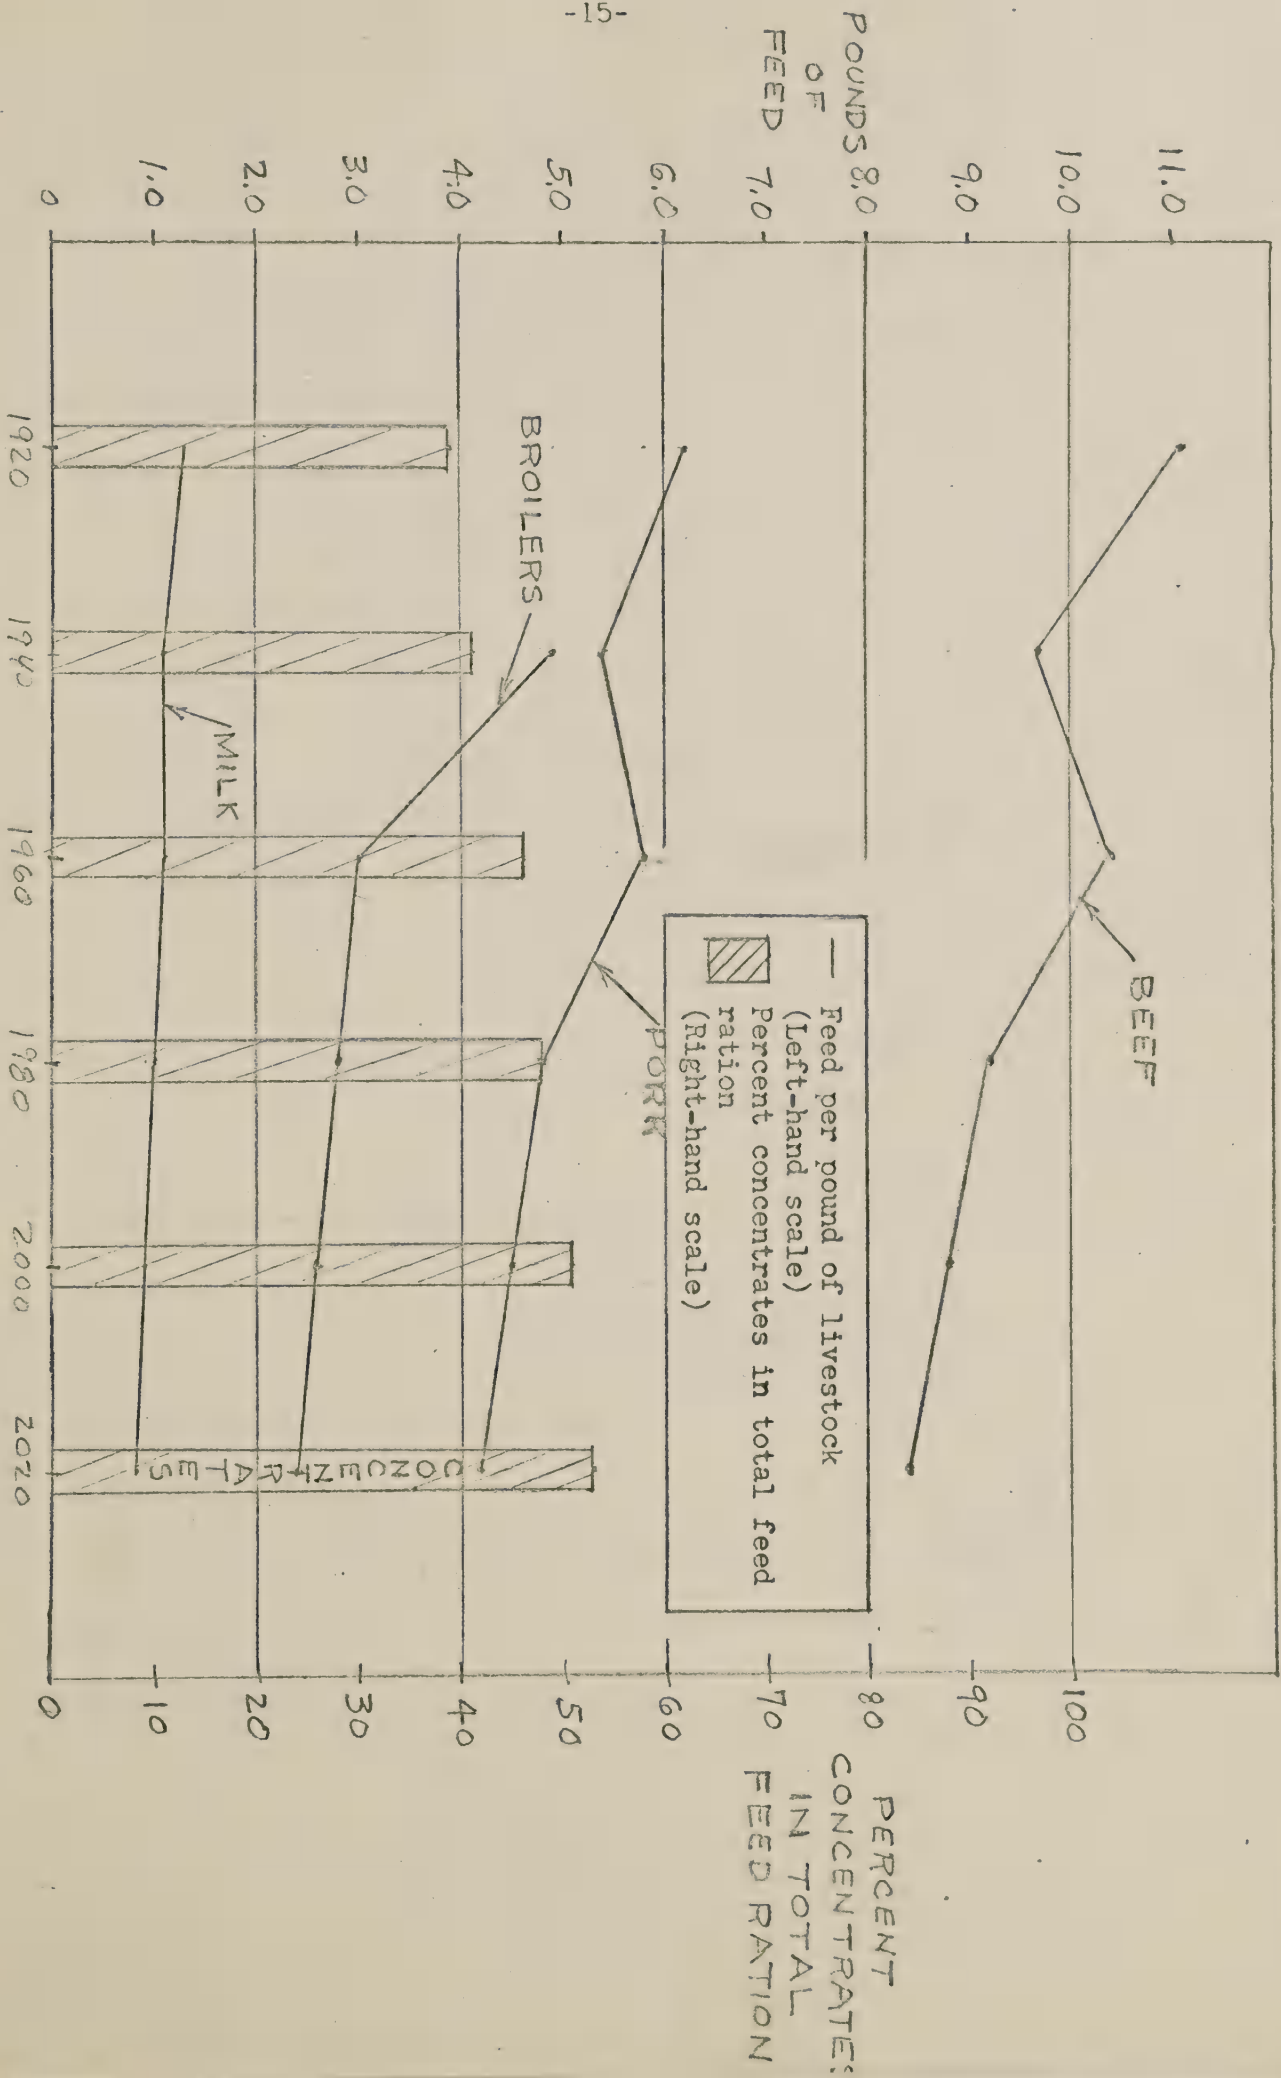 -15-
POUNDS
OF
FEED
11.0
10.0
9.0
8.0
7.0
6.0
5.0
4.0
3.0
2.0
1.0
0
BEEF
— Feed per pound of livestock
(Left-hand scale)
Percent concentrates in total feed
ration
(Right-hand scale)
PORK
BROILERS
MILK
CONCENTRATES
1920
1940
1960
1980
2000
2020
PERCENT
CONCENTRATES
IN TOTAL
FEED RATION
100
90
80
70
60
50
40
30
20
10
0